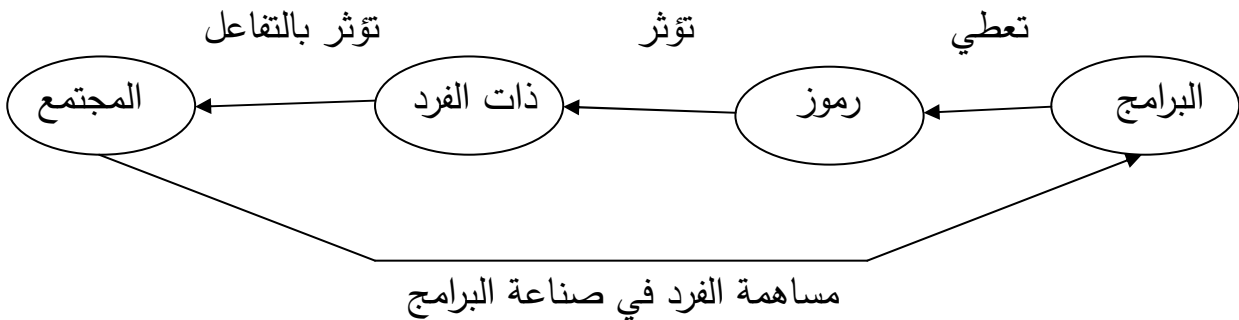 تعطي تؤثر تؤثر بالتفاعل
البرامج رموز ذات الفرد المجتمع
مساهمة الفرد في صناعة البرامج